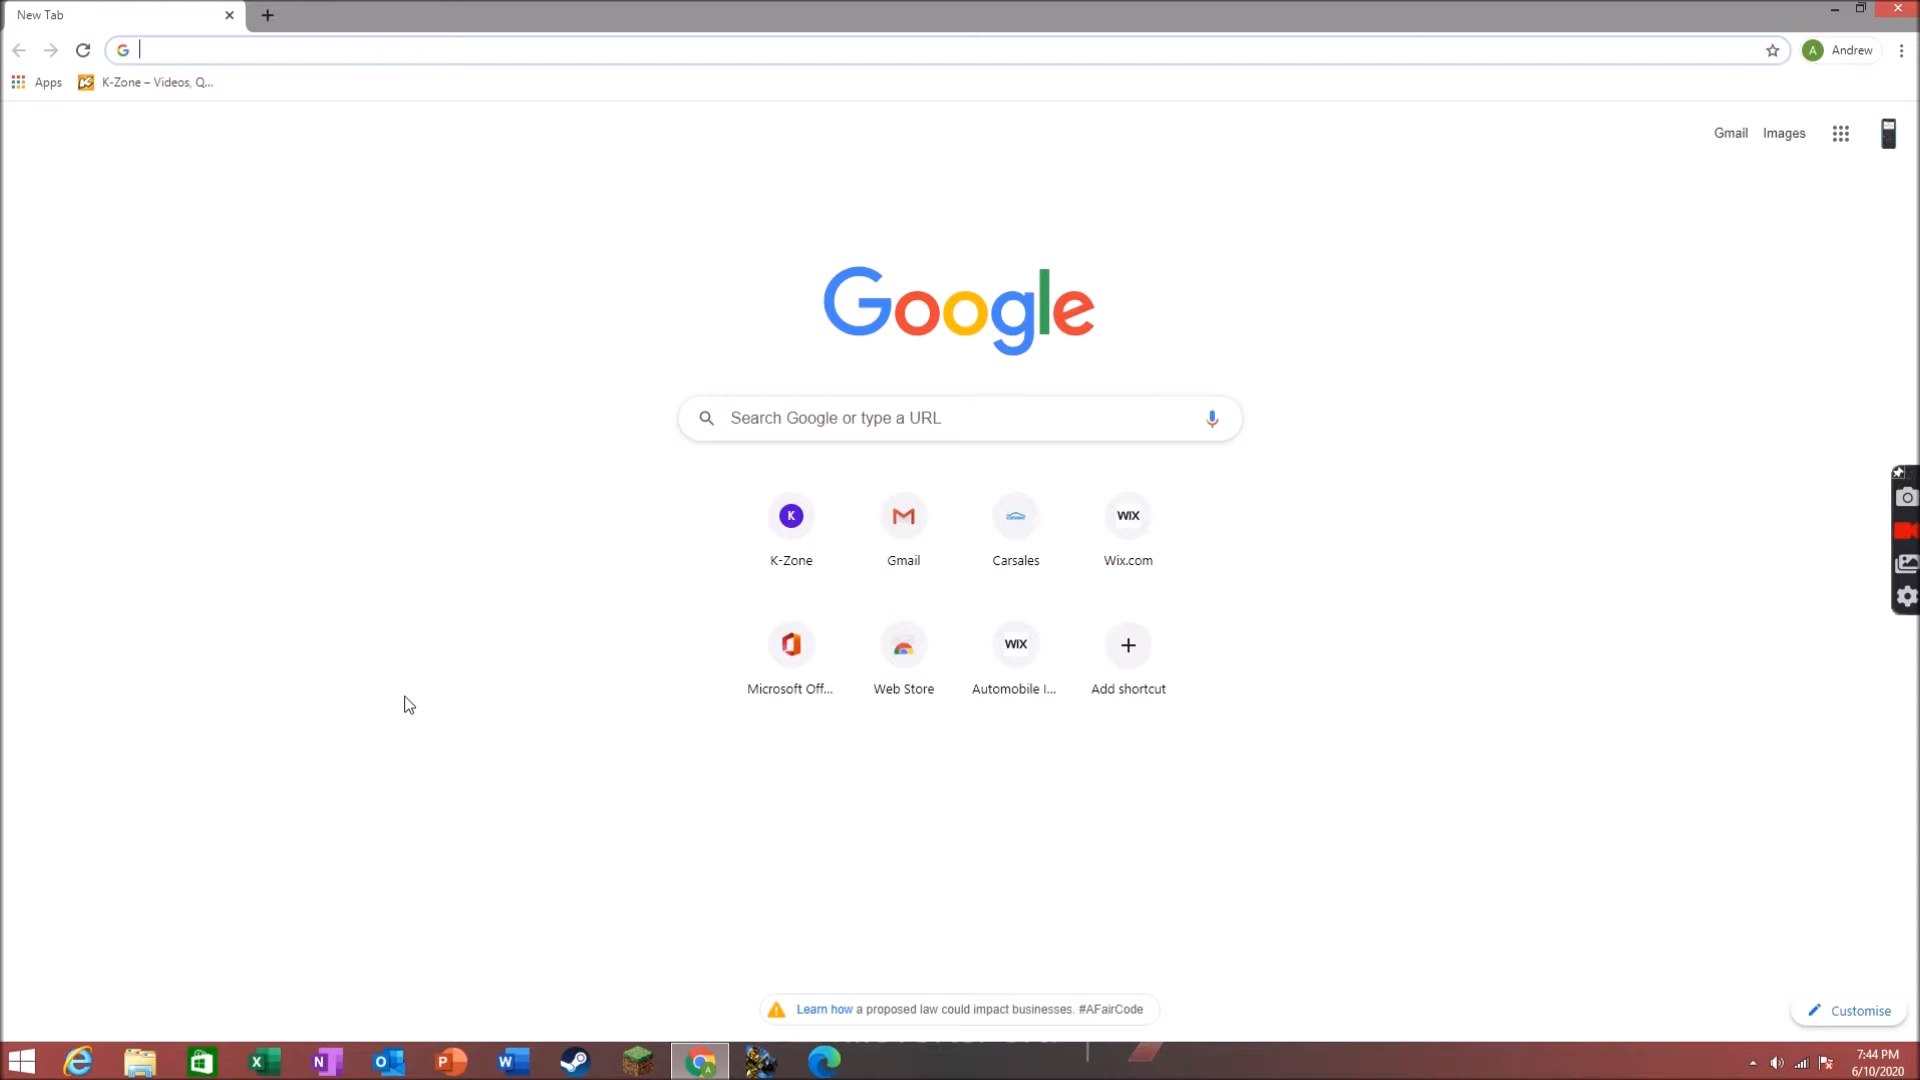 New Tab
Andrew
Apps
K-Zone – Videos, Q...
Gmail
Images
Google
Search Google or type a URL
WIX
K-Zone
Gmail
Carsales
Wix.com
WIX
Microsoft Off...
Web Store
Automobile I...
Add shortcut
Learn how a proposed law could impact businesses. #AFairCode
Customise
7:44 PM
6/10/2020